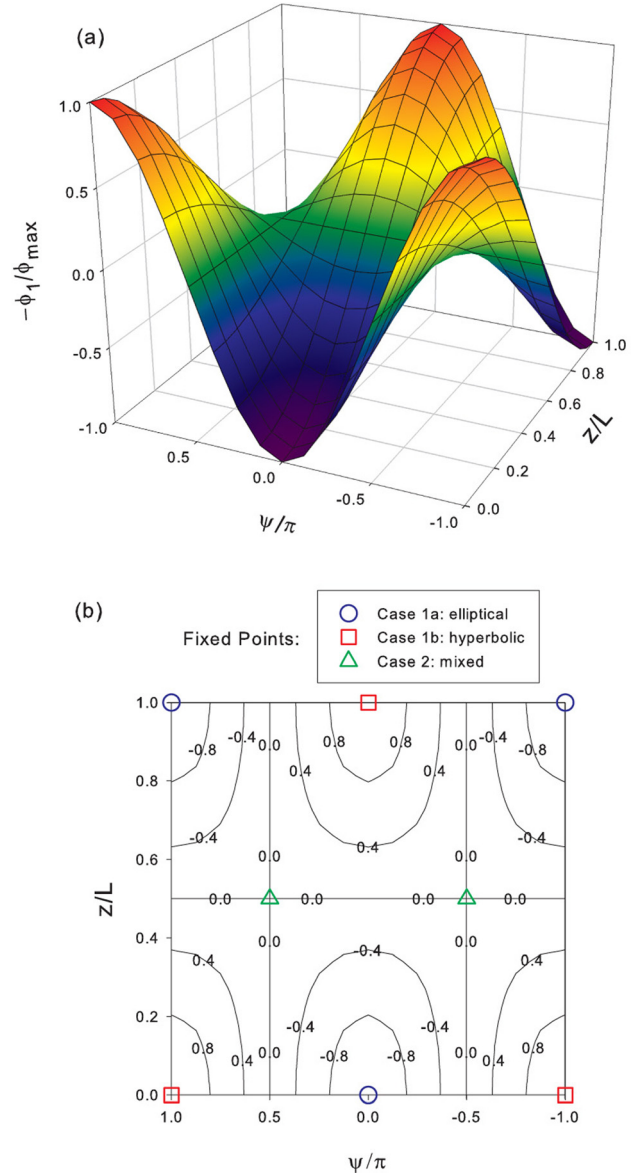 (a)
1.0
0.5
0.0
-0.5
-1.0
−ϕ1/ϕmax
0.5
0.0
-0.5
-1.0
ψ/π
0.0
0.2
0.4
0.6
0.8
1.0
z/L
(b)
Fixed Points:
Case 1a: elliptical
Case 1b: hyperbolic
Case 2: mixed
1.0
-0.8 -0.4 0.0 0.4 0.8 0.8 0.4 0.0 -0.4 -0.8
0.8
-0.4 0.4 -0.4
0.6
0.0 0.0
z/L
0.0 0.0 0.0 0.0
0.4
0.0 0.0
0.4 -0.4 0.4
0.2
0.8 0.4 0.0 -0.4 -0.8 -0.8 -0.4 0.0 0.4 0.8
0.0
1.0 0.5 0.0 -0.5 -1.0
ψ/π